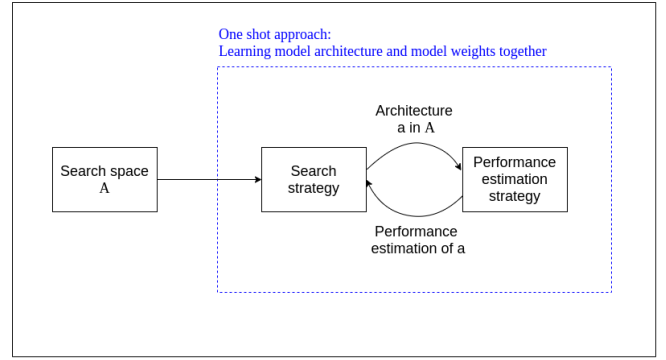 One shot approach:
Learning model architecture and model weights together
Search space
A
Search
strategy
Architecture
a in A
Performance
estimation
strategy
Performance
estimation of a